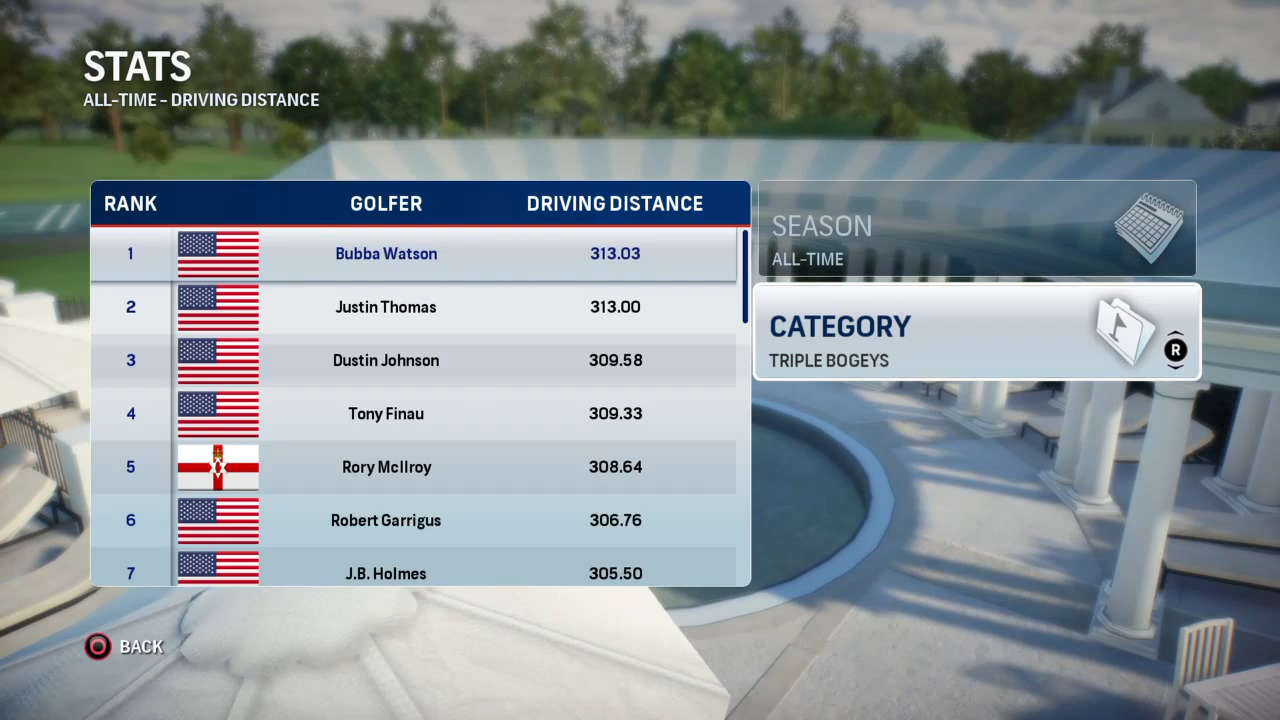 STATS
ALL-TIME - DRIVING DISTANCE
RANK GOLFER DRIVING DISTANCE
1 Bubba Watson 313.03
2 Justin Thomas 313.00
3 Dustin Johnson 309.58
4 Tony Finau 309.33
5 Rory McIlroy 308.64
6 Robert Garrigus 306.76
7 J.B. Holmes 305.50
SEASON
ALL-TIME
CATEGORY
TRIPLE BOGEYS
R
BACK